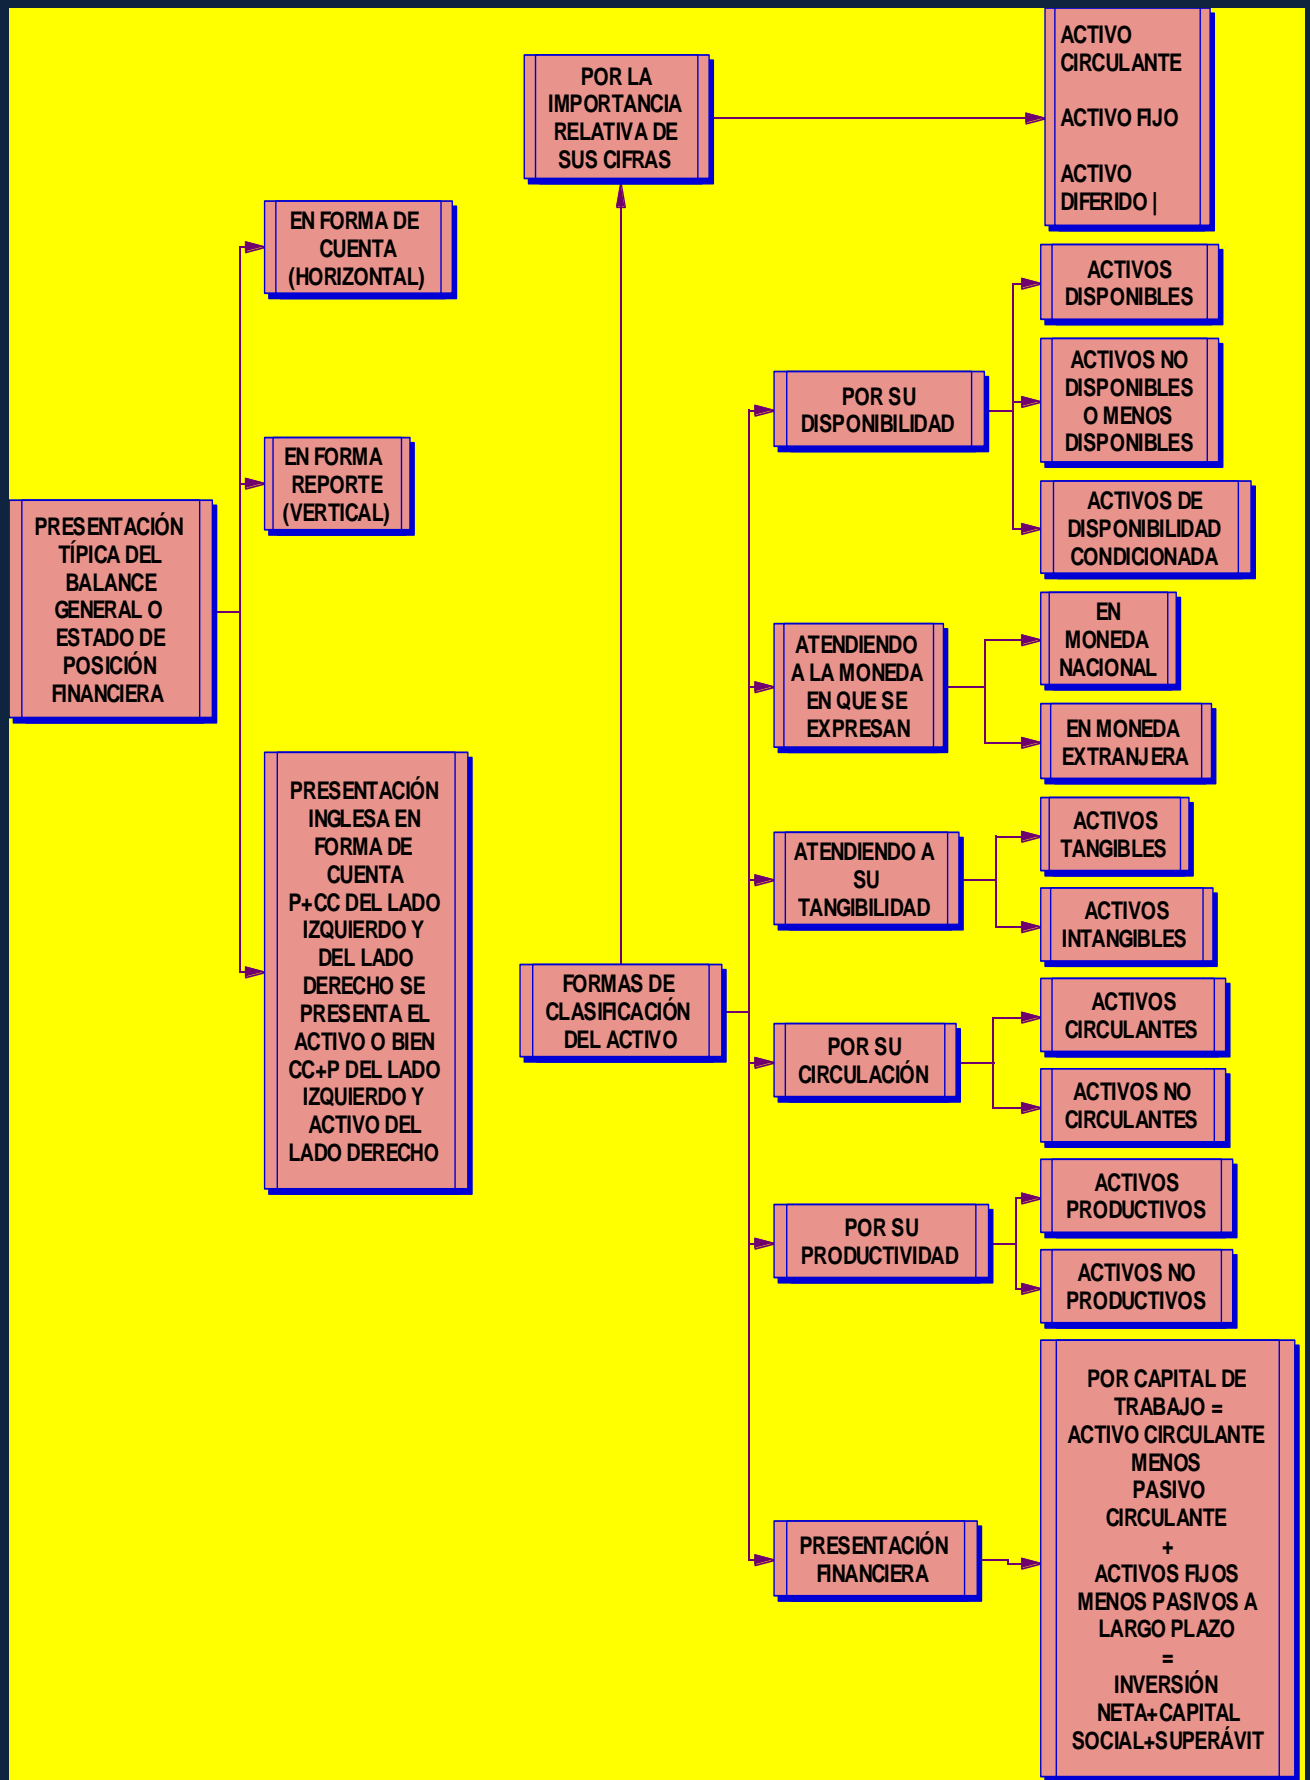 PRESENTACIÓN
TÍPICA DEL
BALANCE
GENERAL O
ESTADO DE
POSICIÓN
FINANCIERA
EN FORMA DE
CUENTA
(HORIZONTAL)
EN FORMA
REPORTE
(VERTICAL)
PRESENTACIÓN
INGLESA EN
FORMA DE
CUENTA
P+CC DEL LADO
IZQUIERDO Y
DEL LADO
DERECHO SE
PRESENTA EL
ACTIVO O BIEN
CC+P DEL LADO
IZQUIERDO Y
ACTIVO DEL
LADO DERECHO
FORMAS DE
CLASIFICACIÓN
DEL ACTIVO
POR LA
IMPORTANCIA
RELATIVA DE
SUS CIFRAS
ACTIVO
CIRCULANTE
ACTIVO FIJO
ACTIVO
DIFERIDO |
POR SU
DISPONIBILIDAD
ACTIVOS
DISPONIBLES
ACTIVOS NO
DISPONIBLES
O MENOS
DISPONIBLES
ACTIVOS DE
DISPONIBILIDAD
CONDICIONADA
ATENDIENDO
A LA MONEDA
EN QUE SE
EXPRESAN
EN
MONEDA
NACIONAL
EN MONEDA
EXTRANJERA
ATENDIENDO A
SU
TANGIBILIDAD
ACTIVOS
TANGIBLES
ACTIVOS
INTANGIBLES
POR SU
CIRCULACIÓN
ACTIVOS
CIRCULANTES
ACTIVOS NO
CIRCULANTES
POR SU
PRODUCTIVIDAD
ACTIVOS
PRODUCTIVOS
ACTIVOS NO
PRODUCTIVOS
PRESENTACIÓN
FINANCIERA
POR CAPITAL DE
TRABAJO =
ACTIVO CIRCULANTE
MENOS
PASIVO
CIRCULANTE
+
ACTIVOS FIJOS
MENOS PASIVOS A
LARGO PLAZO
=
INVERSIÓN
NETA+CAPITAL
SOCIAL+SUPERÁVIT